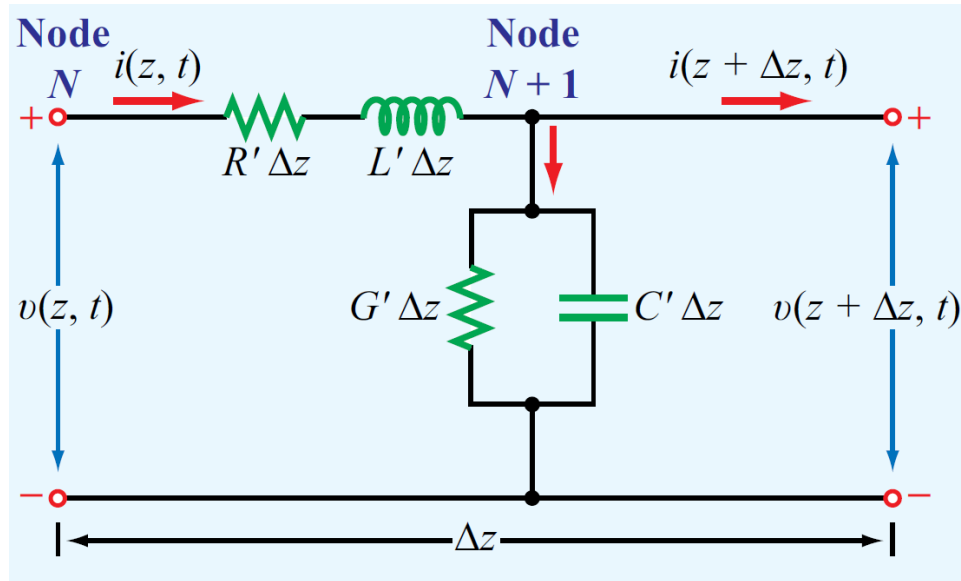 Node
N
i(z, t)
Node
N + 1
i(z + Δz, t)
+
+
R′ Δz
L′ Δz
υ(z, t)
G′ Δz
C′ Δz
υ(z + Δz, t)
−
−
Δz